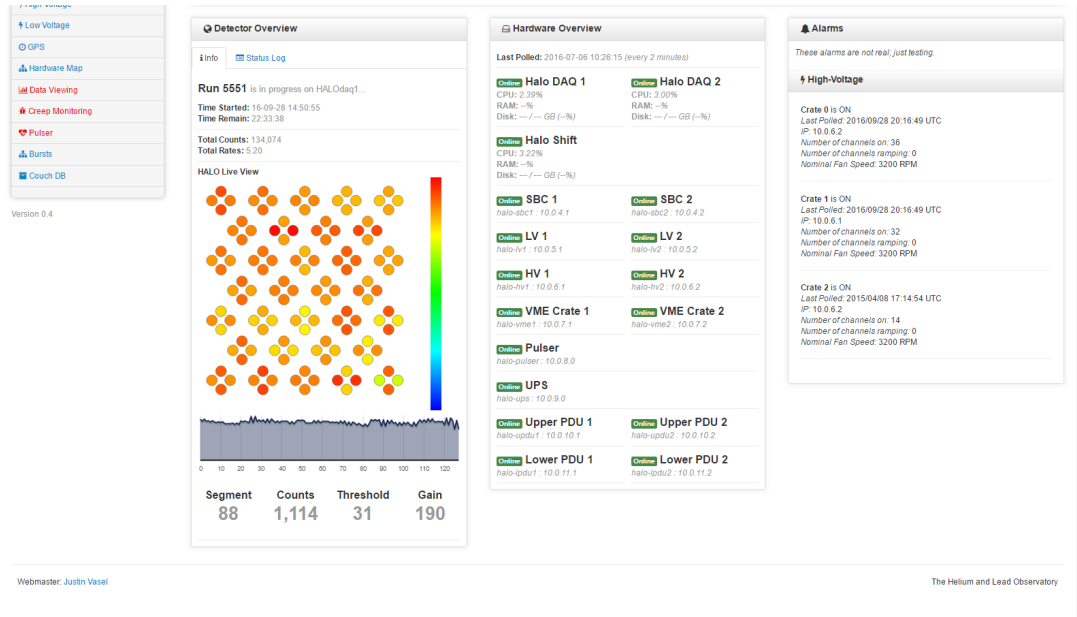 Low Voltage
GPS
Hardware Map
Data Viewing
Creep Monitoring
Pulser
Bursts
Couch DB
Version 0.4
Detector Overview
Info
Status Log
Run 5551 is in progress on HALOdaq1...
Time Started: 16-09-28 14:50:55
Time Remain: 22:33:38
Total Counts: 134,074
Total Rates: 5.20
HALO Live View
0 10 20 30 40 50 60 70 80 90 100 110 120
Segment Counts Threshold Gain
88 1,114 31 190
Hardware Overview
Last Polled: 2016-07-06 10:26:15 (every 2 minutes)
Online Halo DAQ 1
CPU: 2.39%
RAM: --%
Disk: --- / --- GB (--%)
Online Halo DAQ 2
CPU: 3.00%
RAM: --%
Disk: --- / --- GB (--%)
Online Halo Shift
CPU: 3.22%
RAM: --%
Disk: --- / --- GB (--%)
Online SBC 1
halo-sbc1 : 10.0.4.1
Online SBC 2
halo-sbc2 : 10.0.4.2
Online LV 1
halo-lv1 : 10.0.5.1
Online LV 2
halo-lv2 : 10.0.5.2
Online HV 1
halo-hv1 : 10.0.6.1
Online HV 2
halo-hv2 : 10.0.6.2
Online VME Crate 1
halo-vme1 : 10.0.7.1
Online VME Crate 2
halo-vme2 : 10.0.7.2
Online Pulser
halo-pulser : 10.0.8.0
Online UPS
halo-ups : 10.0.9.0
Online Upper PDU 1
halo-updu1 : 10.0.10.1
Online Upper PDU 2
halo-updu2 : 10.0.10.2
Online Lower PDU 1
halo-lpdu1 : 10.0.11.1
Online Lower PDU 2
halo-lpdu2 : 10.0.11.2
Alarms
These alarms are not real; just testing.
High-Voltage
Crate 0 is ON
Last Polled: 2016/09/28 20:16:49 UTC
IP: 10.0.6.2
Number of channels on: 36
Number of channels ramping: 0
Nominal Fan Speed: 3200 RPM
Crate 1 is ON
Last Polled: 2016/09/28 20:16:49 UTC
IP: 10.0.6.1
Number of channels on: 32
Number of channels ramping: 0
Nominal Fan Speed: 3200 RPM
Crate 2 is ON
Last Polled: 2015/04/08 17:14:54 UTC
IP: 10.0.6.2
Number of channels on: 14
Number of channels ramping: 0
Nominal Fan Speed: 3200 RPM
Webmaster: Justin Vasel
The Helium and Lead Observatory